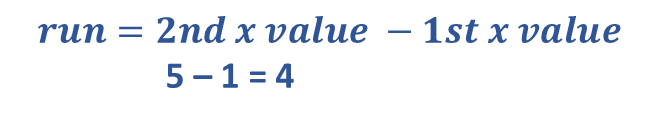 run = 2nd x value − 1st x value
5 – 1 = 4